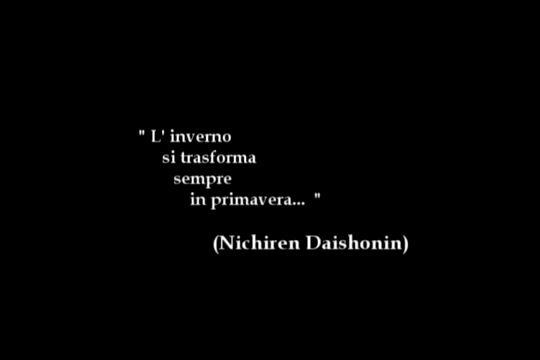 " L' inverno
si trasforma
sempre
in primavera... "
(Nichiren Daishonin)